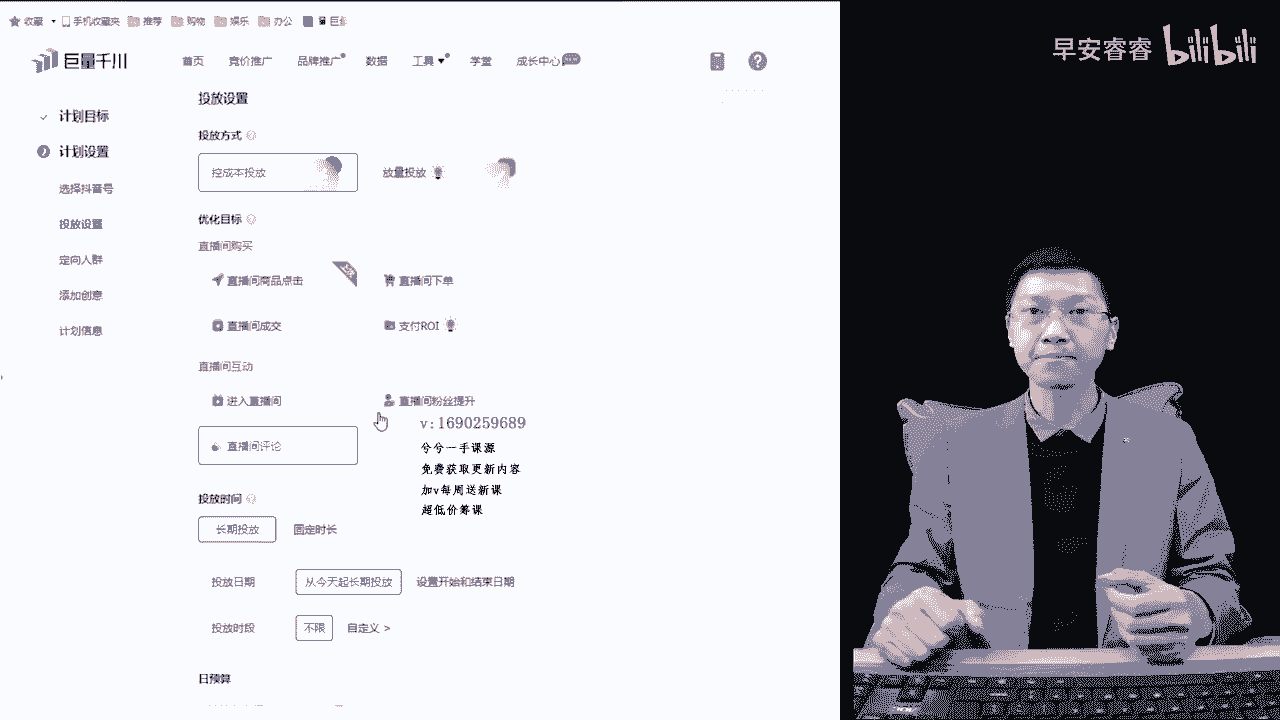 收藏 手机收藏夹 推荐 购物 娱乐 办公
巨量千川 首页 竞价推广 品牌推广 数据 工具 学堂 成长中心
早安睿睿 bilibili
计划目标
计划设置
选择抖音号
投放设置
定向人群
添加创意
计划信息
投放设置
投放方式
控成本投放 放量投放
优化目标
直播间购买
直播间商品点击 直播间下单
直播间成交 支付ROI
直播间互动
进入直播间 直播间粉丝提升
直播间评论
v:1690259689
兮兮一手课源
免费获取更新内容
加v每周送新课
超低价筹课
投放时间
长期投放 固定时长
投放日期 从今天起长期投放 设置开始和结束日期
投放时段 不限 自定义 >
日预算